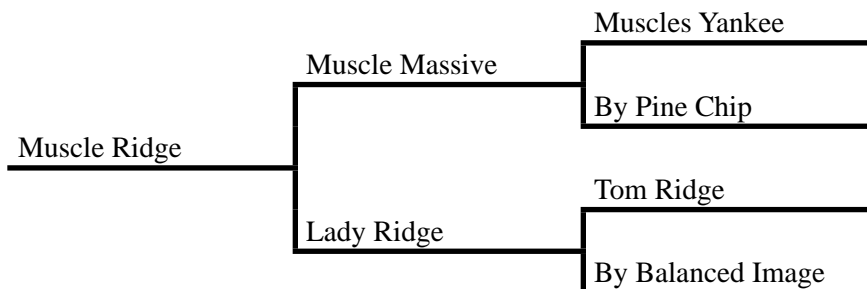 Muscles Yankee
Muscle Massive
By Pine Chip
Muscle Ridge
Tom Ridge
Lady Ridge
By Balanced Image